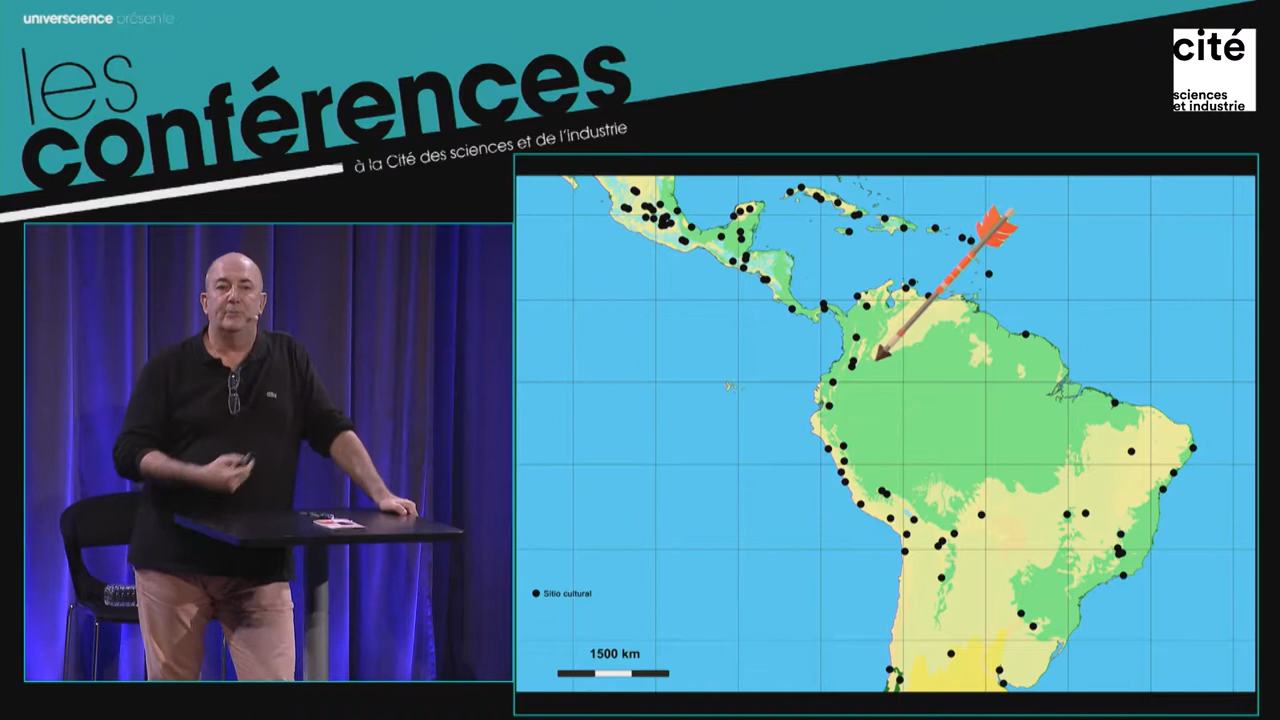 universcience présente
les
conférences
à la Cité des sciences et de l'industrie
cité
sciences
et industrie
Sitio cultural
1500 km